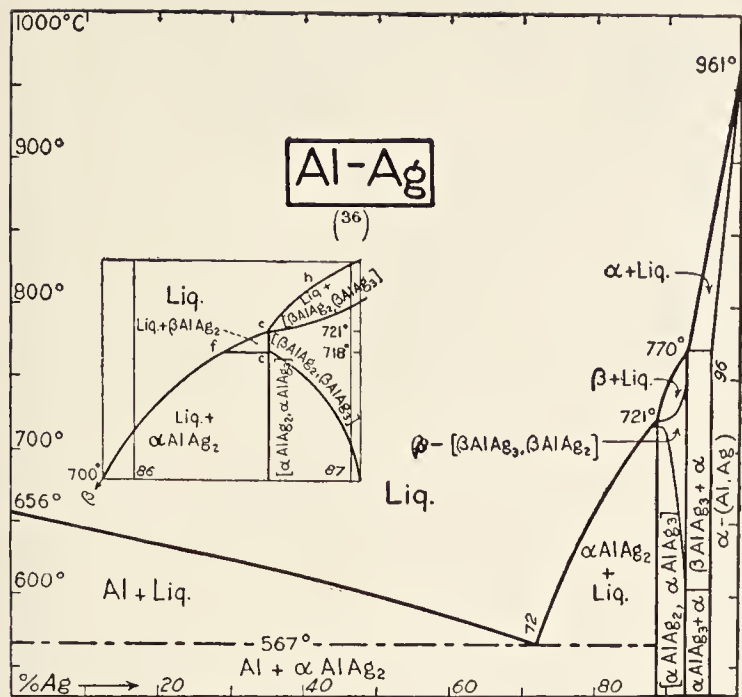 1000°C
961°
900°
Al-Ag
(36)
α+Liq.
800°
h
Liq.
Liq.+
[βAlAg₂, βAlAg₃]
Liq.+βAlAg₂
c
721°
f
c
718°
[βAlAg₂, βAlAg₃]
Liq.+
αAlAg₂
[αAlAg₂, αAlAg₃]
700°
86
87
β
770°
β+Liq.
721°
96
β-[βAlAg₃, βAlAg₂]
700°
Liq.
656°
600°
Al+Liq.
αAlAg₂
+
Liq.
72
[αAlAg₂, αAlAg₃]
αAlAg₃+α
βAlAg₃+α
α-(Al.Ag)
567°
Al+αAlAg₂
%Ag
20
40
60
70
80